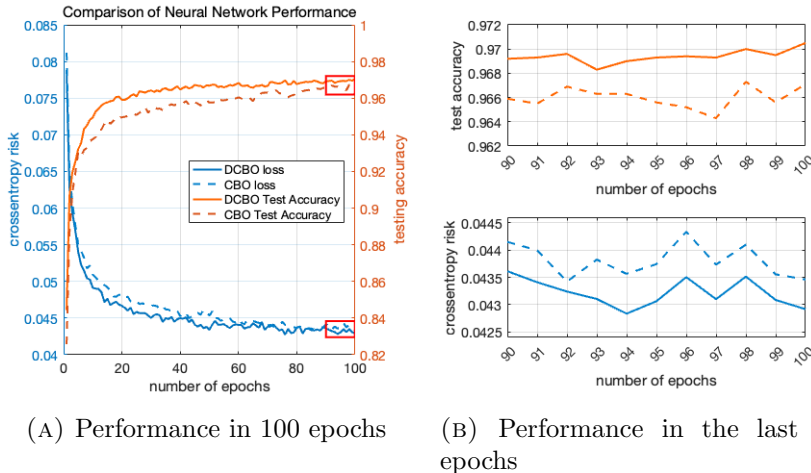 Comparison of Neural Network Performance
0.085
0.08
0.075
0.07
0.065
0.06
0.055
0.05
0.045
0.04
crossentropy risk
1
0.98
0.96
0.94
0.92
0.9
0.88
0.86
0.84
0.82
testing accuracy
DCBO loss
CBO loss
DCBO Test Accuracy
CBO Test Accuracy
0 20 40 60 80 100
number of epochs
(A) Performance in 100 epochs
0.972
0.97
0.968
0.966
0.964
0.962
test accuracy
90 91 92 93 94 95 96 97 98 99 100
number of epochs
0.0445
0.044
0.0435
0.043
0.0425
crossentropy risk
90 91 92 93 94 95 96 97 98 99 100
number of epochs
(B) Performance in the last
epochs